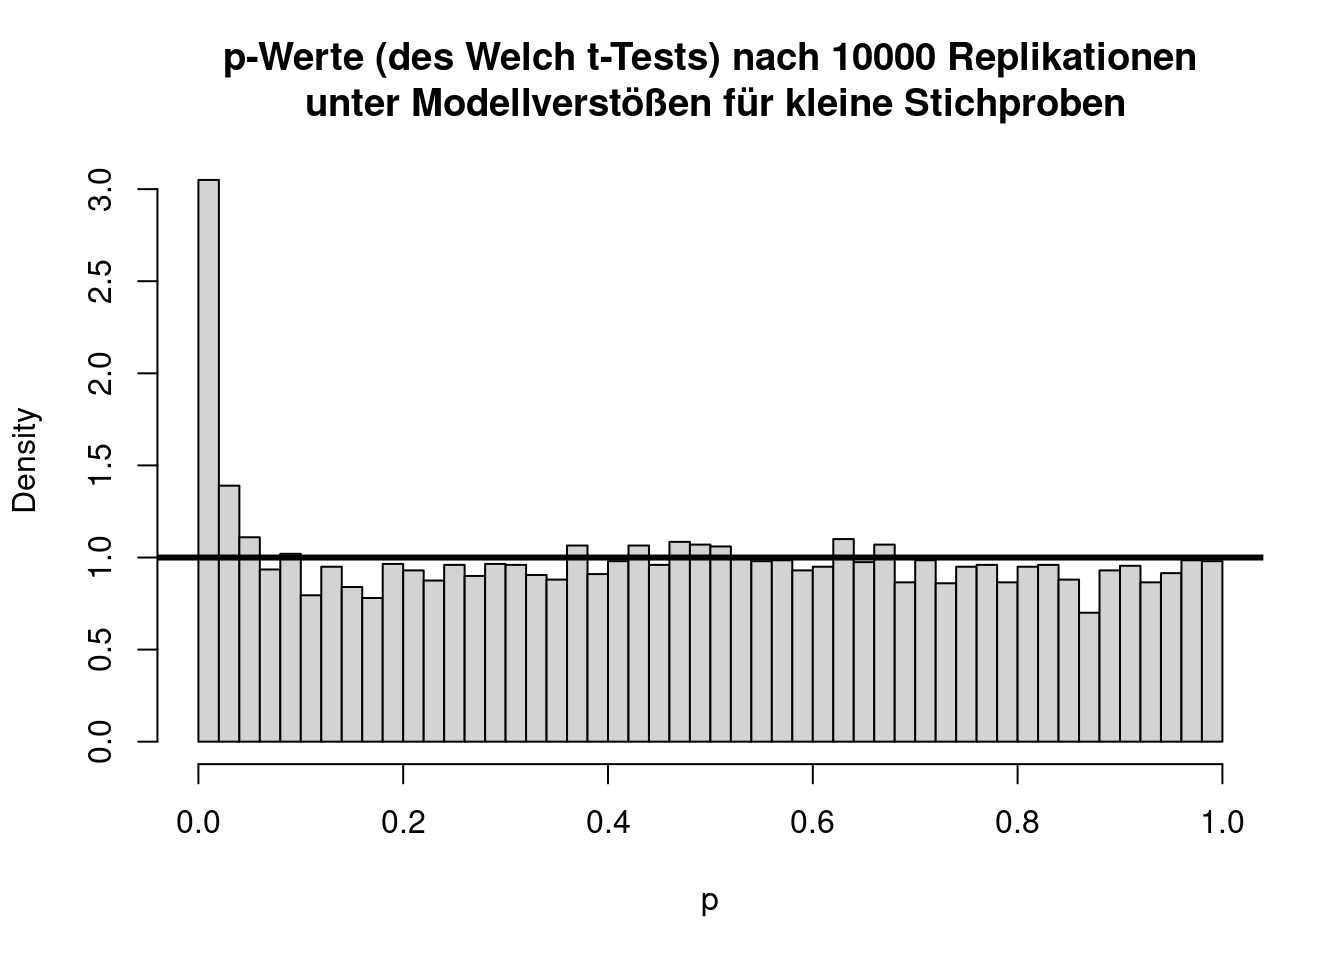 p-Werte (des Welch t-Tests) nach 10000 Replikationen
unter Modellverstößen für kleine Stichproben
Density
3.0
2.5
2.0
1.5
1.0
0.5
0.0
0.0 0.2 0.4 0.6 0.8 1.0
p